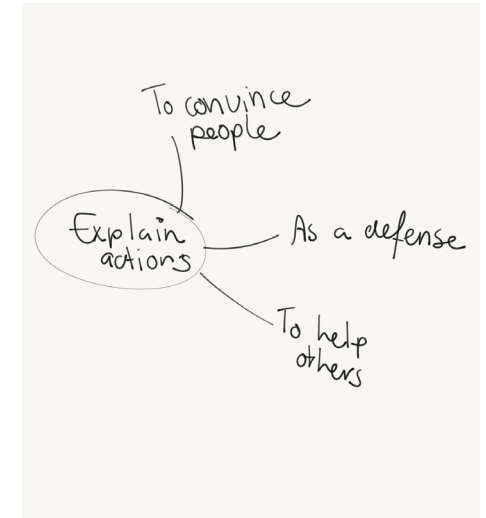 To convince
people
Explain
actions
As a defense
To help
others